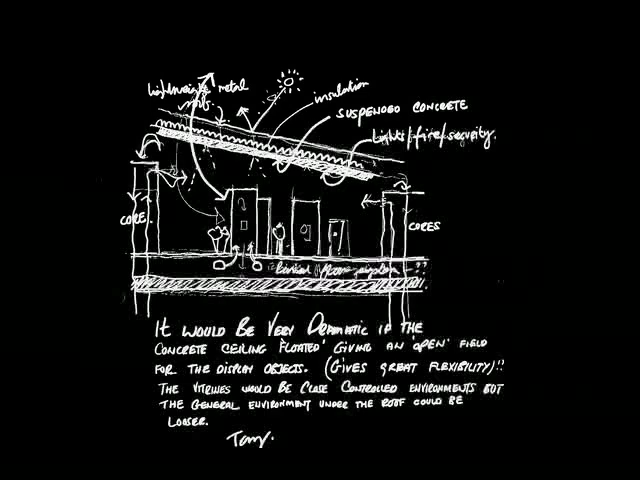 lightweight metal
insulation
SUSPENDED CONCRETE
Lights/fire/security.
CORE.
CORES
IT WOULD BE VERY DRAMATIC IF THE
CONCRETE CEILING 'FLOATED' GIVING AN 'OPEN' FIELD
FOR THE DISPLAY OBJECTS. (GIVES GREAT FLEXIBILITY)!!
THE VITRINES WOULD BE CLOSE CONTROLLED ENVIRONMENTS BUT
THE GENERAL ENVIRONMENT UNDER THE ROOF COULD BE
LOOSER.
Tony.